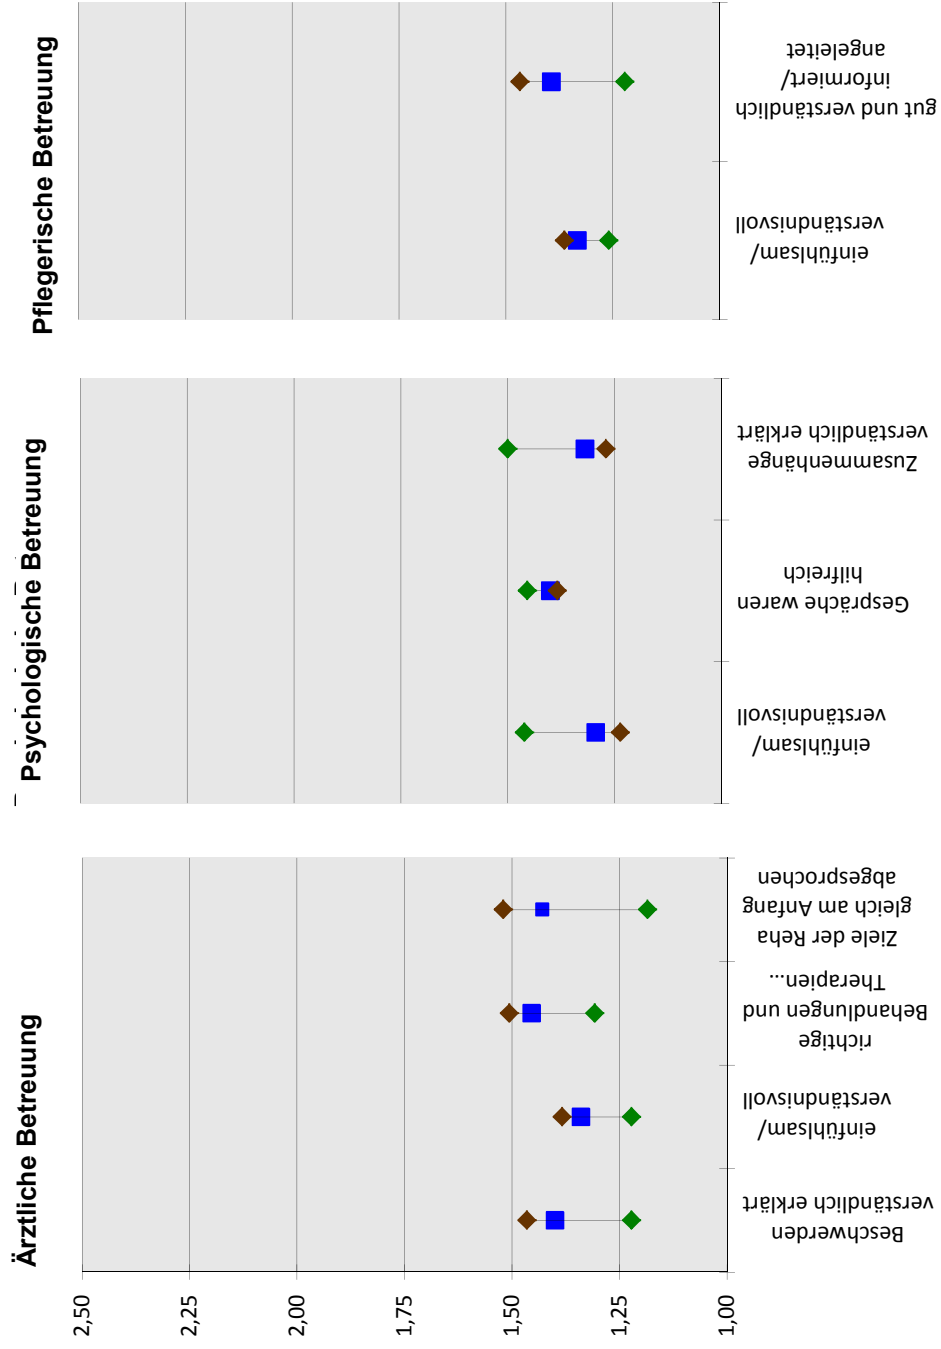 Ärztliche Betreuung
Psychologische Betreuung
Pflegerische Betreuung
2,50
2,25
2,00
1,75
1,50
1,25
1,00
Beschwerden
verständlich erklärt
einfühlsam/
verständnisvoll
richtige
Behandlungen und
Therapien...
Ziele der Reha
gleich am Anfang
abgesprochen
einfühlsam/
verständnisvoll
Gespräche waren
hilfreich
Zusammenhänge
verständlich erklärt
einfühlsam/
verständnisvoll
gut und verständlich
informiert/
angeleitet